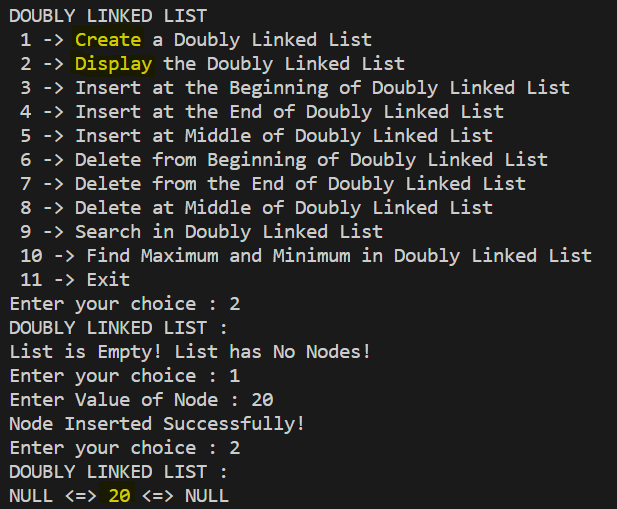 DOUBLY LINKED LIST
1 -> Create a Doubly Linked List
2 -> Display the Doubly Linked List
3 -> Insert at the Beginning of Doubly Linked List
4 -> Insert at the End of Doubly Linked List
5 -> Insert at Middle of Doubly Linked List
6 -> Delete from Beginning of Doubly Linked List
7 -> Delete from the End of Doubly Linked List
8 -> Delete at Middle of Doubly Linked List
9 -> Search in Doubly Linked List
10 -> Find Maximum and Minimum in Doubly Linked List
11 -> Exit
Enter your choice : 2
DOUBLY LINKED LIST :
List is Empty! List has No Nodes!
Enter your choice : 1
Enter Value of Node : 20
Node Inserted Successfully!
Enter your choice : 2
DOUBLY LINKED LIST :
NULL <=> 20 <=> NULL